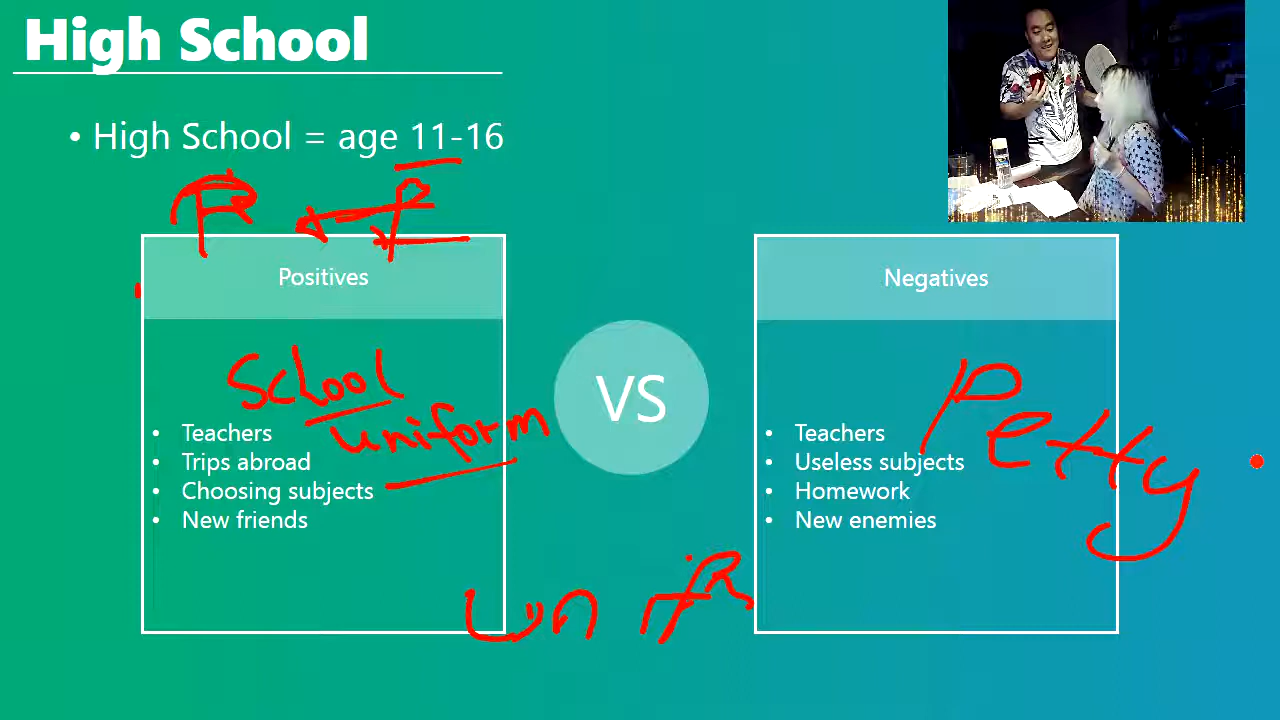 High School
• High School = age 11-16
Positives
School
uniform
• Teachers
• Trips abroad
• Choosing subjects
• New friends
VS
Negatives
Petty
• Teachers
• Useless subjects
• Homework
• New enemies